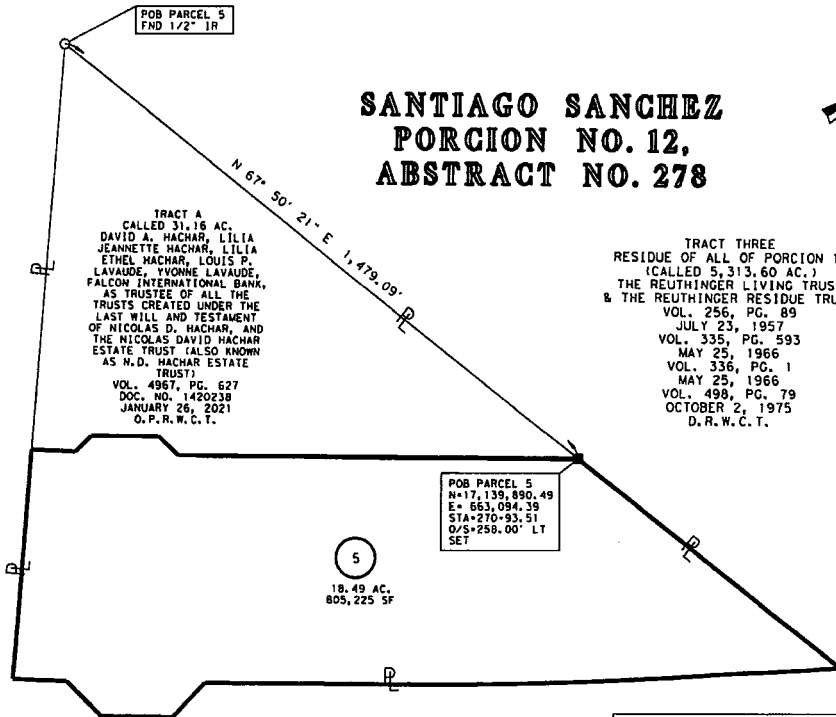 POB PARCEL 5
FND 1/2" IR
SANTIAGO SANCHEZ
PORCION NO. 12,
ABSTRACT NO. 278
N 67° 50' 21" E 1,479.09'
TRACT A
CALLED 31.16 AC.
DAVID A. HACHAR, LILIA
JEANNETTE HACHAR, LILIA
ETHEL HACHAR, LOUIS P.
LAVAUDE, YVONNE LAVAUDE,
FALCON INTERNATIONAL BANK,
AS TRUSTEE OF ALL THE
TRUSTS CREATED UNDER THE
LAST WILL AND TESTAMENT
OF NICOLAS D. HACHAR, AND
THE NICOLAS DAVID HACHAR
ESTATE TRUST (ALSO KNOWN
AS N.D. HACHAR ESTATE
TRUST)
VOL. 4967, PG. 627
DOC. NO. 1420238
JANUARY 26, 2021
O.P.R.W.C.T.
TRACT THREE
RESIDUE OF ALL OF PORCION 1
(CALLED 5,313.60 AC.)
THE REUTHINGER LIVING TRUS
& THE REUTHINGER RESIDUE TRU
VOL. 256, PG. 89
JULY 23, 1957
VOL. 335, PG. 593
MAY 25, 1966
VOL. 336, PG. 1
MAY 25, 1966
VOL. 498, PG. 79
OCTOBER 2, 1975
D.R.W.C.T.
POB PARCEL 5
N=17,139,890.49
E= 663,094.39
STA=270+93.51
O/S=258.00' LT
SET
5
18.49 AC.
805,225 SF
PL
PL
PL
PL
PL